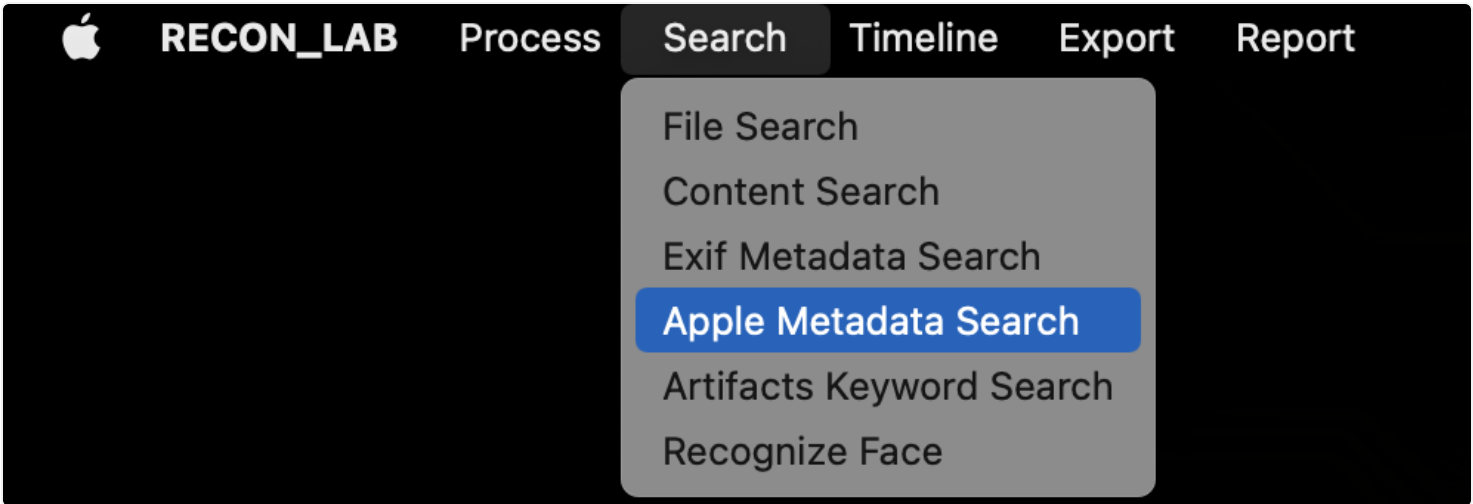 RECON_LAB Process Search Timeline Export Report
File Search
Content Search
Exif Metadata Search
Apple Metadata Search
Artifacts Keyword Search
Recognize Face